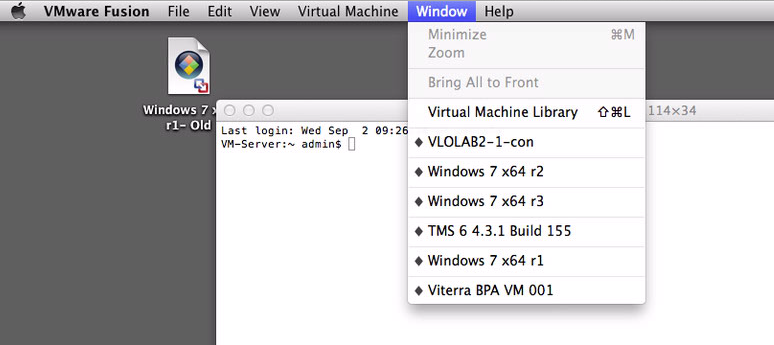 VMware Fusion File Edit View Virtual Machine Window Help
Minimize ⌘M
Zoom
Bring All to Front
Virtual Machine Library ⇧⌘L
VLOLAB2-1-con
Windows 7 x64 r2
Windows 7 x64 r3
TMS 6 4.3.1 Build 155
Windows 7 x64 r1
Viterra BPA VM 001
Windows 7 x
r1- Old
114×34
Last login: Wed Sep 2 09:26
VM-Server:~ admin$